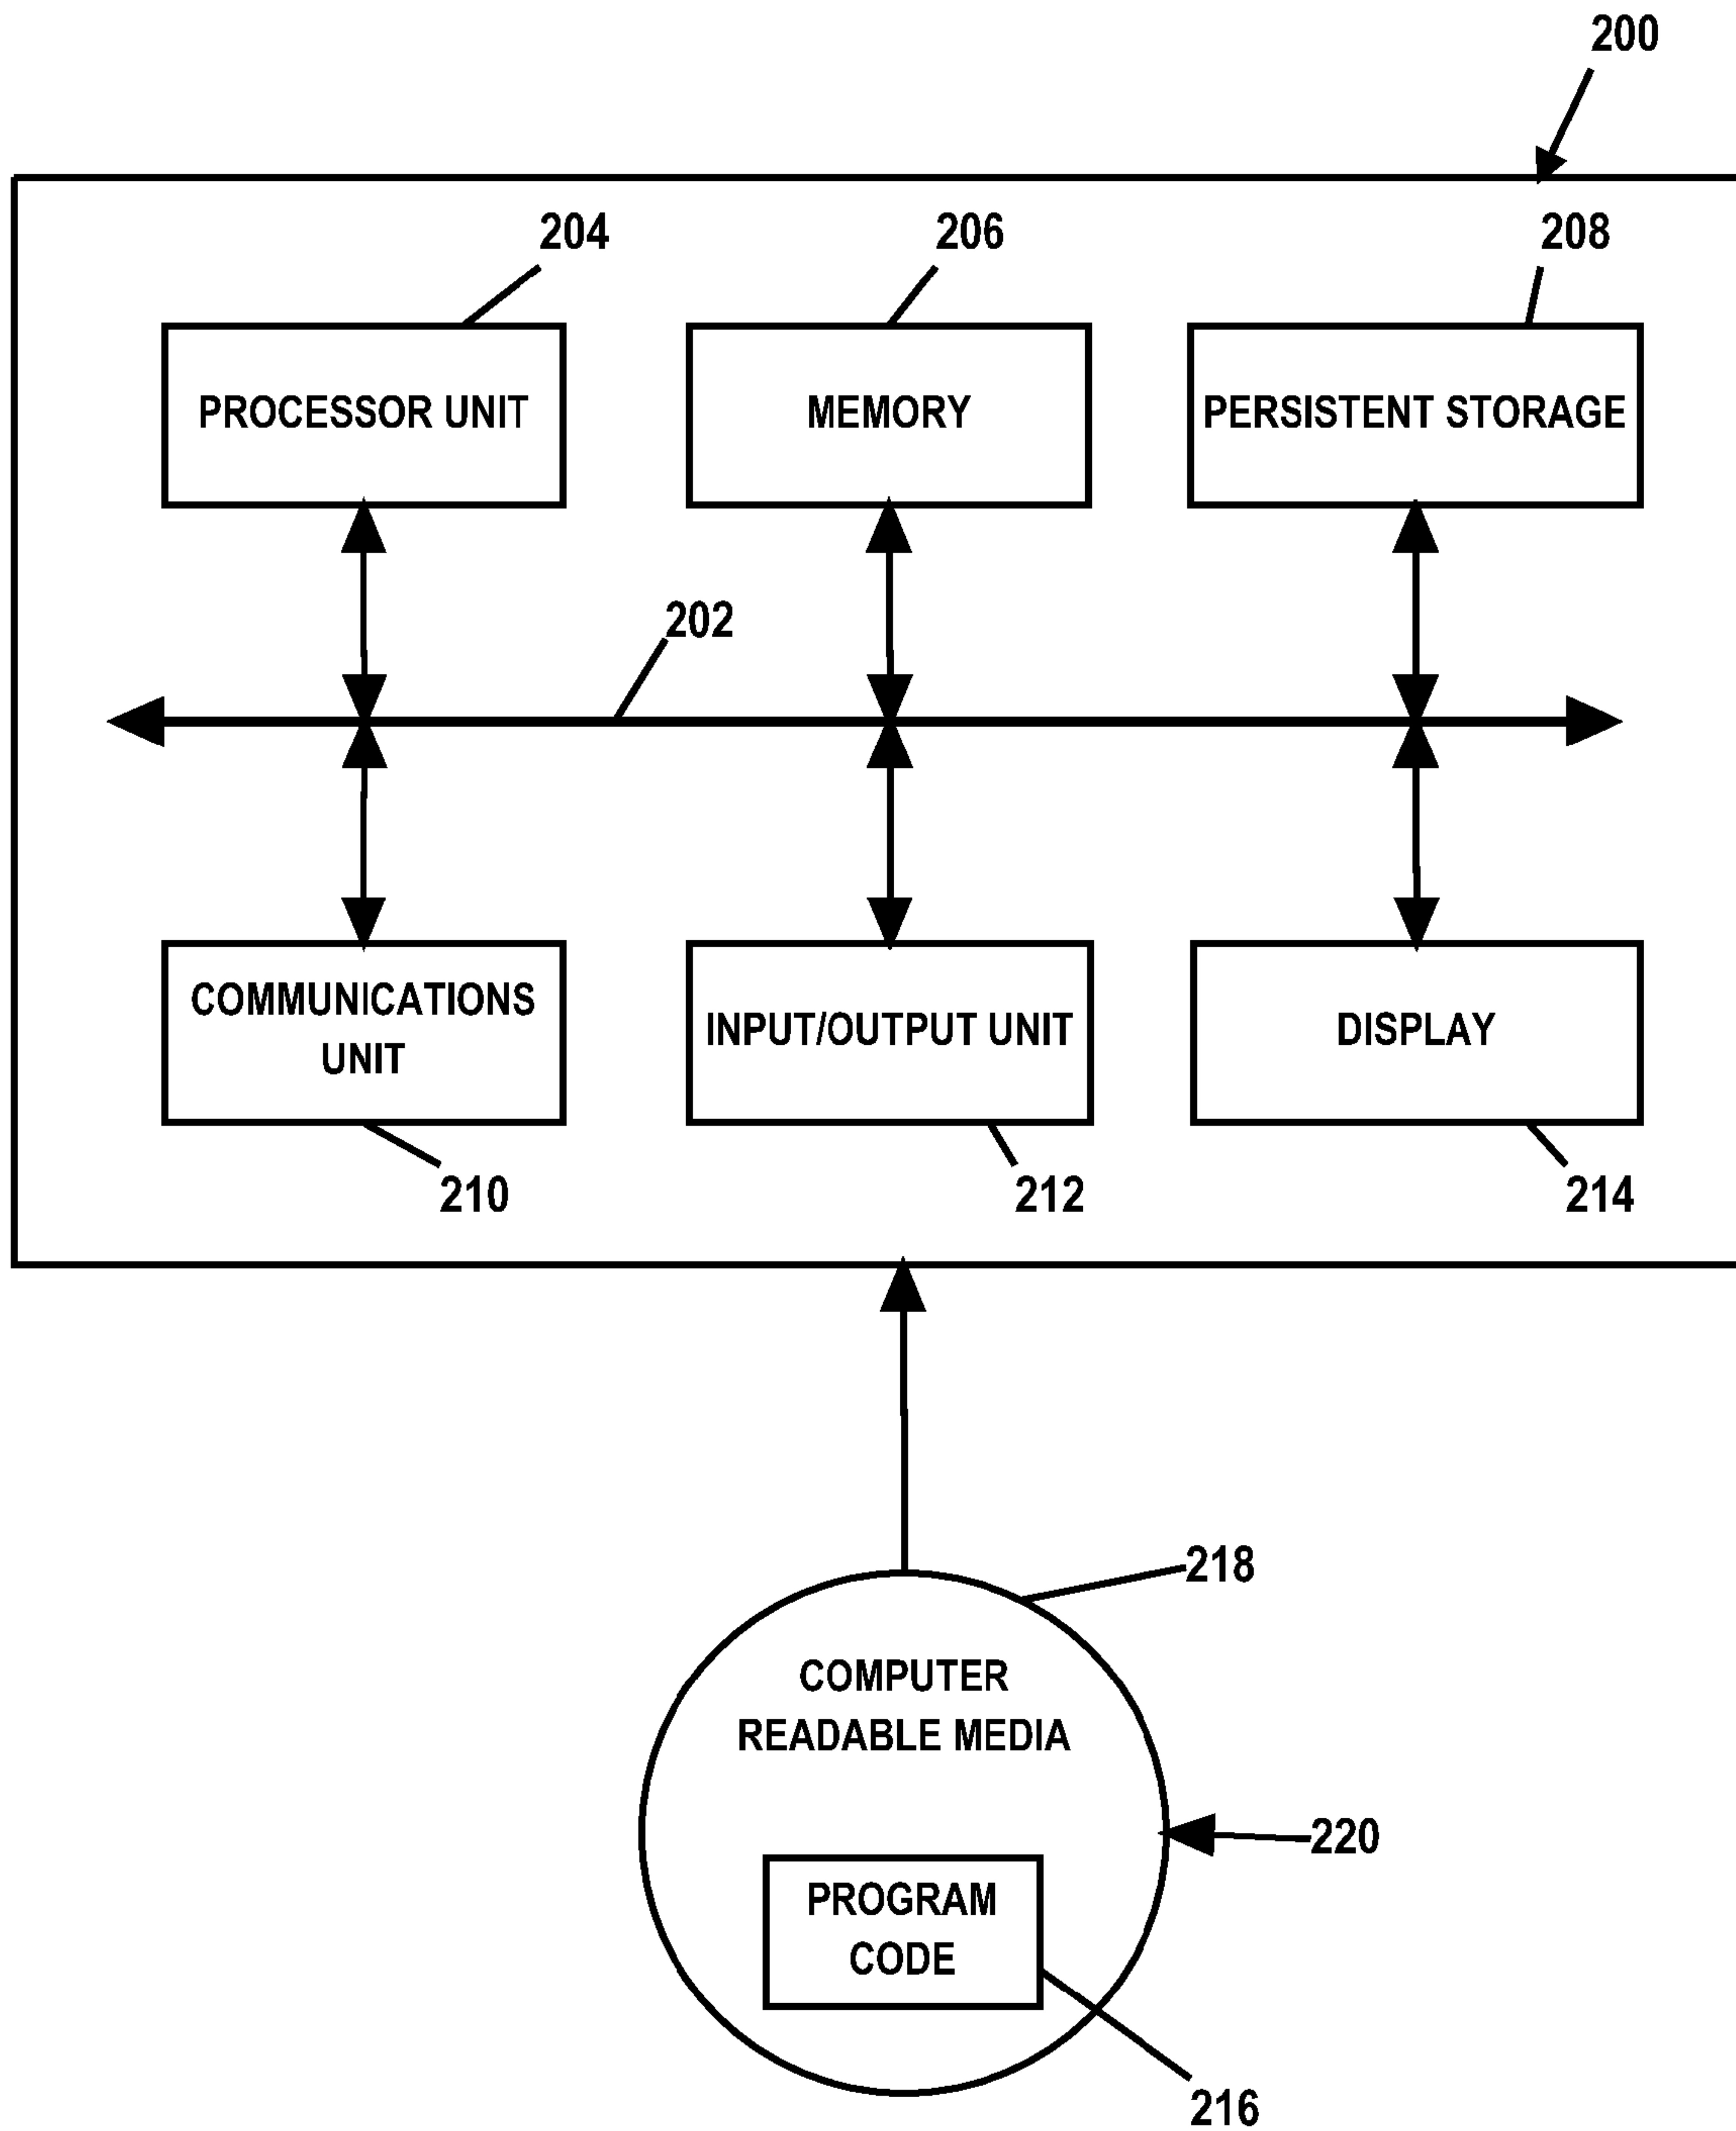 200
204
206
208
PROCESSOR UNIT
MEMORY
PERSISTENT STORAGE
202
COMMUNICATIONS
UNIT
INPUT/OUTPUT UNIT
DISPLAY
210
212
214
218
COMPUTER
READABLE MEDIA
220
PROGRAM
CODE
216